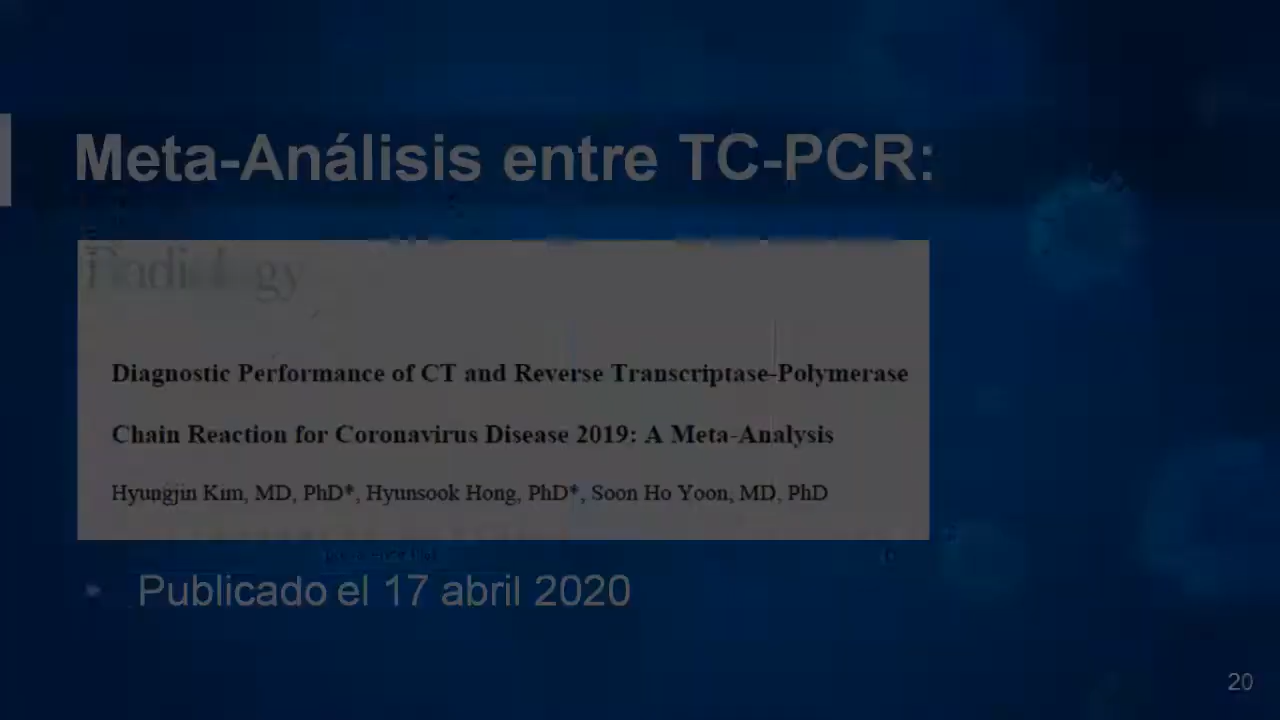 Meta-Análisis entre TC-PCR:
Radiology
Diagnostic Performance of CT and Reverse Transcriptase-Polymerase
Chain Reaction for Coronavirus Disease 2019: A Meta-Analysis
Hyungjin Kim, MD, PhD*, Hyunsook Hong, PhD*, Soon Ho Yoon, MD, PhD
• Publicado el 17 abril 2020
20